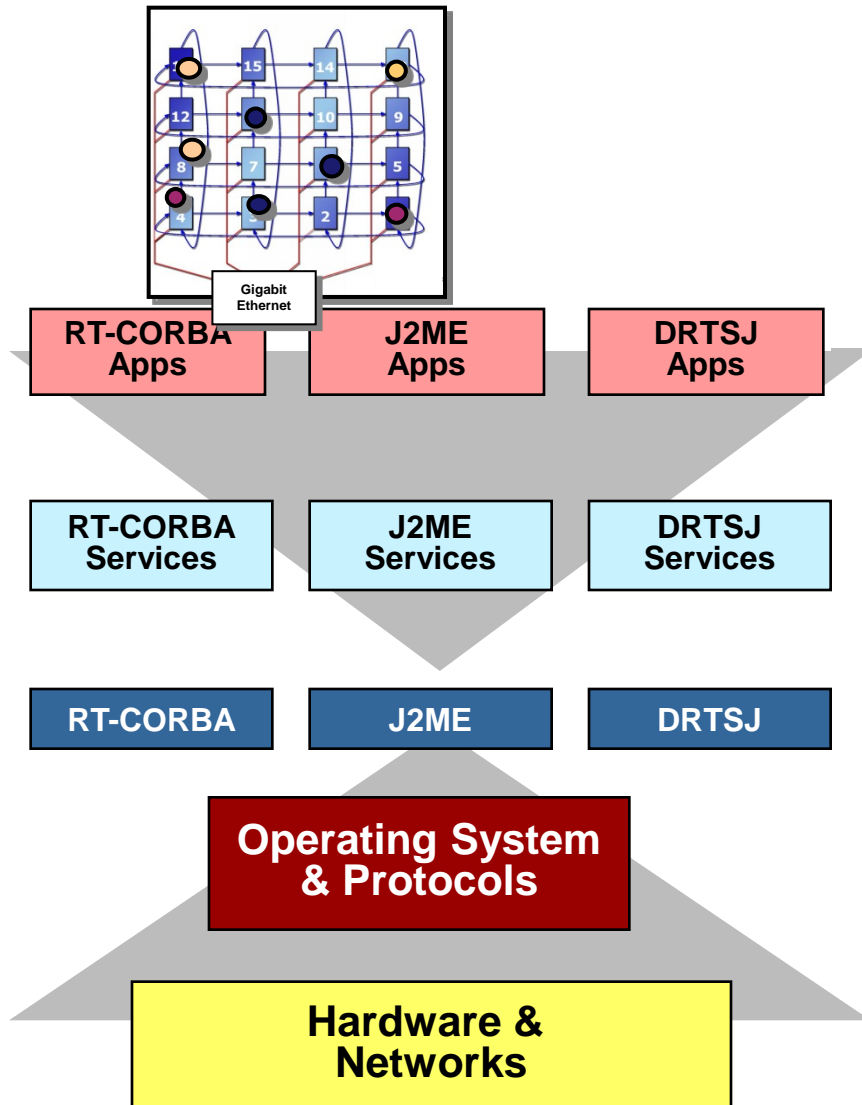 15 14
12 10 9
8 7 5
4 3 2
Gigabit
Ethernet
RT-CORBA
Apps
J2ME
Apps
DRTSJ
Apps
RT-CORBA
Services
J2ME
Services
DRTSJ
Services
RT-CORBA
J2ME
DRTSJ
Operating System
& Protocols
Hardware &
Networks